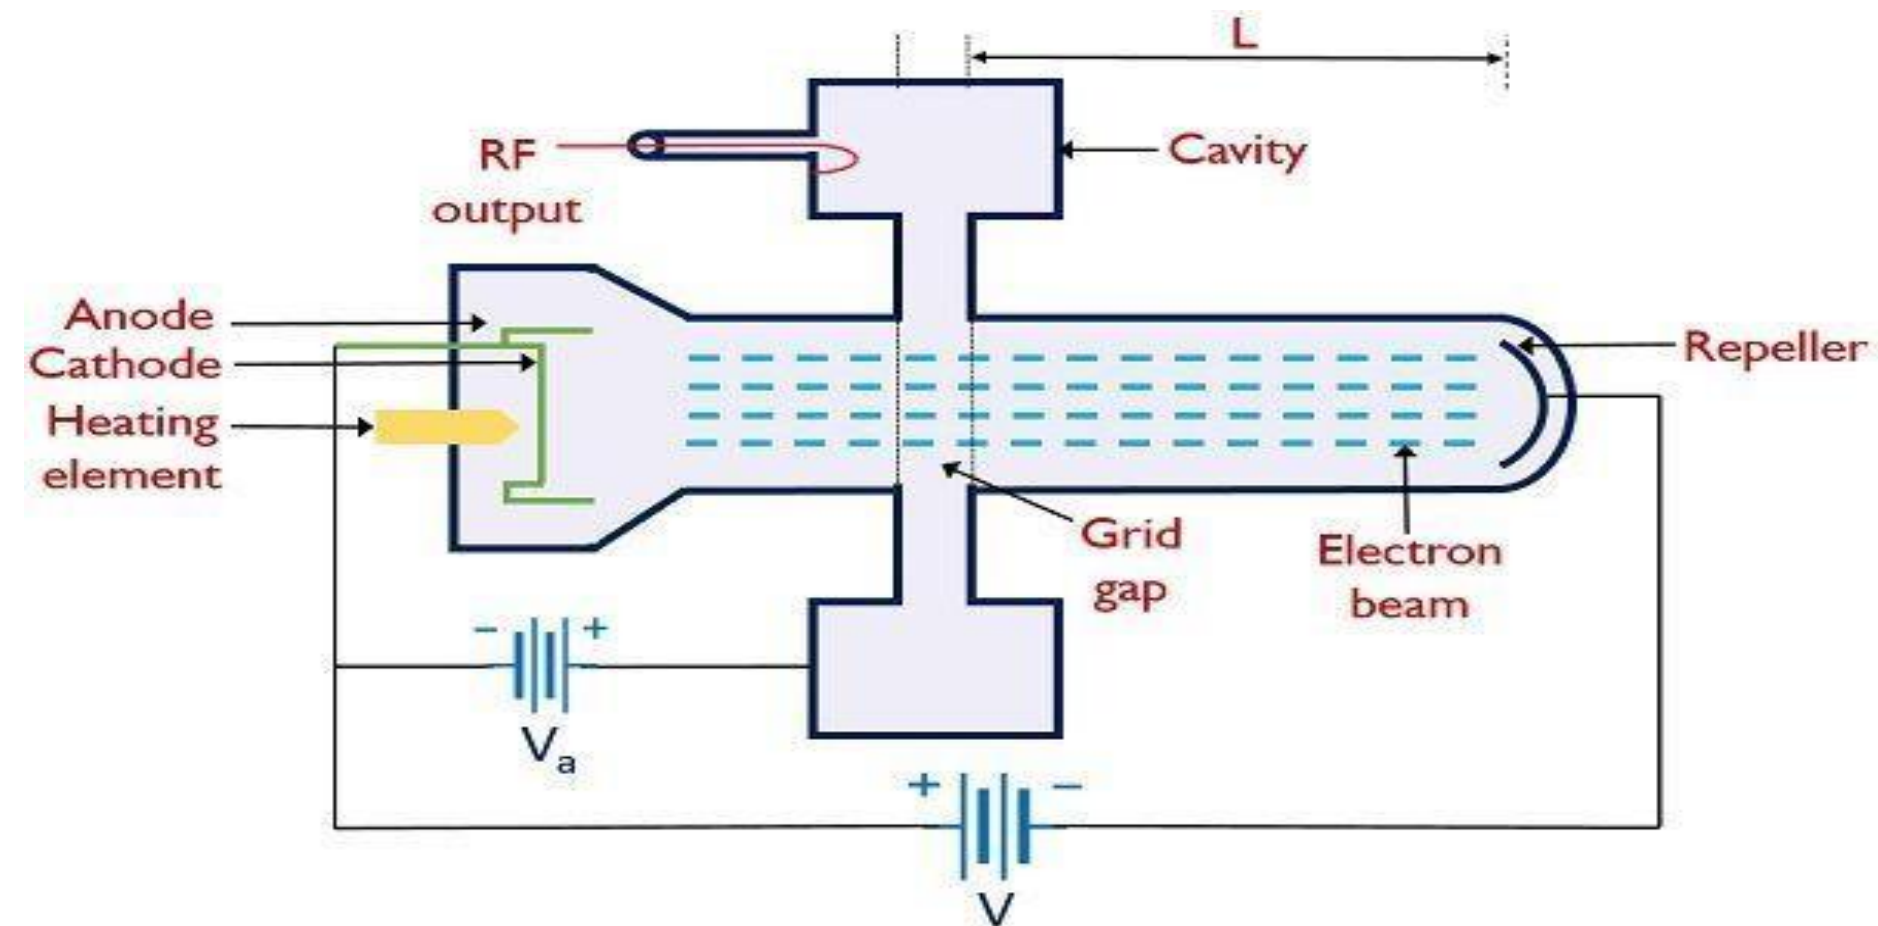 L
RF
output
Cavity
Anode
Cathode
Heating
element
Repeller
Grid
gap
Electron
beam
- +
Va
+ -
V